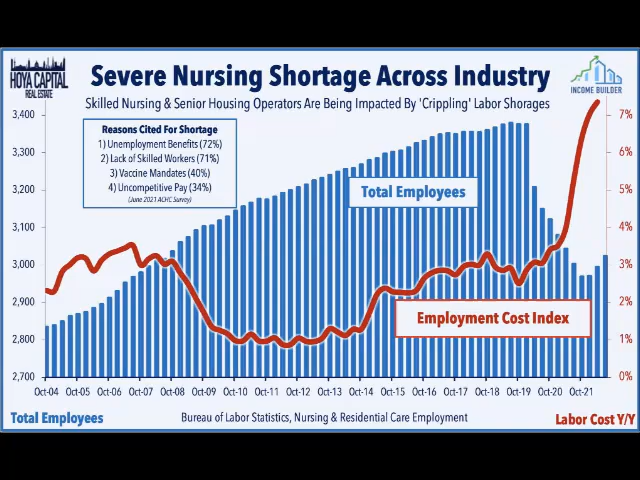 HOYA CAPITAL
REAL ESTATE
Severe Nursing Shortage Across Industry
INCOME BUILDER
Skilled Nursing & Senior Housing Operators Are Being Impacted By 'Crippling' Labor Shorages
Reasons Cited For Shortage
1) Unemployment Benefits (72%)
2) Lack of Skilled Workers (71%)
3) Vaccine Mandates (40%)
4) Uncompetitive Pay (34%)
(June 2021 ACHC Survey)
3,400
3,300
3,200
3,100
3,000
2,900
2,800
2,700
7%
6%
5%
4%
3%
2%
1%
0%
Total Employees
Employment Cost Index
Oct-04 Oct-05 Oct-06 Oct-07 Oct-08 Oct-09 Oct-10 Oct-11 Oct-12 Oct-13 Oct-14 Oct-15 Oct-16 Oct-17 Oct-18 Oct-19 Oct-20 Oct-21
Total Employees Bureau of Labor Statistics, Nursing & Residential Care Employment Labor Cost Y/Y